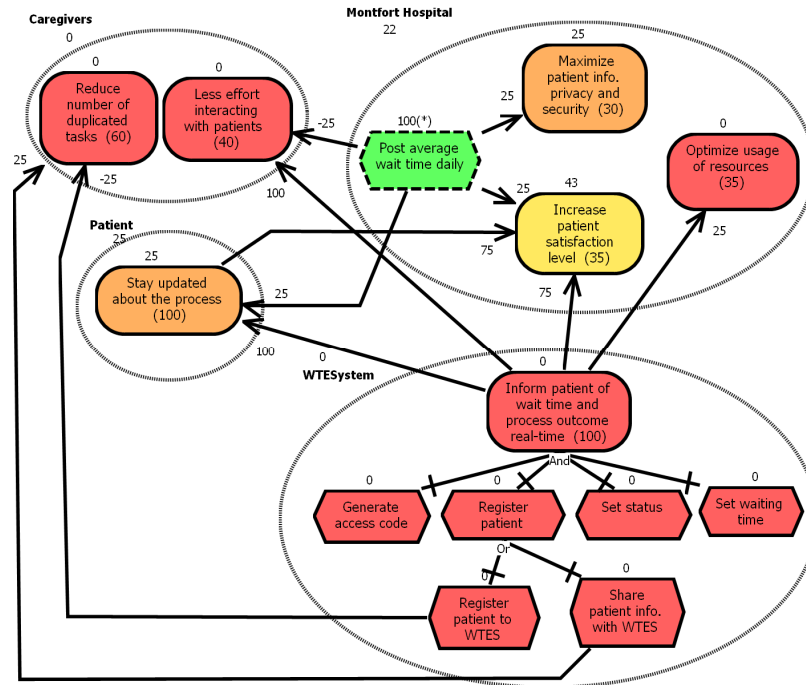 Caregivers
0
Montfort Hospital
22
0
Reduce
number of
duplicated
tasks (60)
0
Less effort
interacting
with patients
(40)
-25
100(*)
Post average
wait time daily
25
25
Maximize
patient info.
privacy and
security (30)
0
Optimize usage
of resources
(35)
25
25
-25
100
25
43
Increase
patient
satisfaction
level (35)
75
75
Patient
25
25
Stay updated
about the process
(100)
25
100
0
WTESystem
0
Inform patient of
wait time and
process outcome
real-time (100)
And
0
Generate
access code
0
Register
patient
0
Set status
0
Set waiting
time
Or
0
Register
patient to
WTES
0
Share
patient info.
with WTES